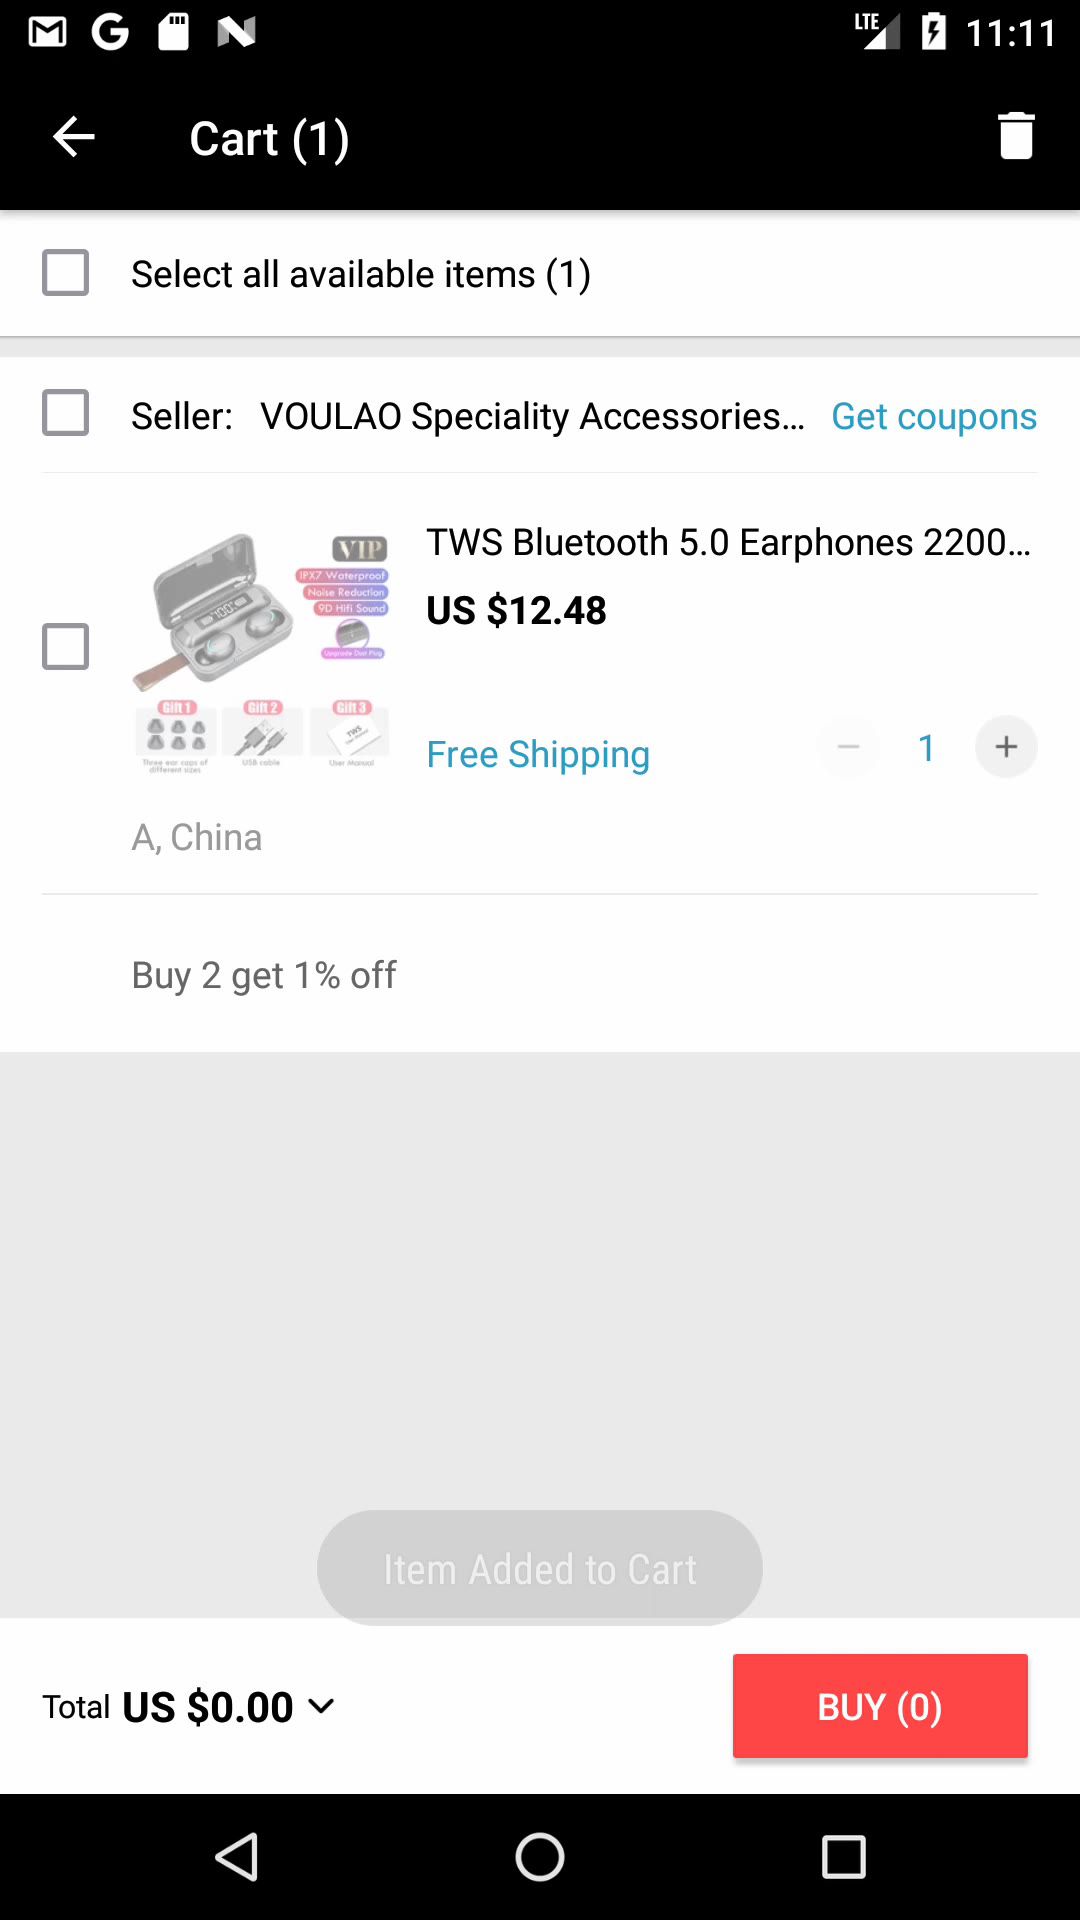 LTE 11:11
Cart (1)
Select all available items (1)
Seller: VOULAO Speciality Accessories... Get coupons
TWS Bluetooth 5.0 Earphones 2200...
US $12.48
VIP
IPX7 Waterproof
Noise Reduction
9D Hifi Sound
Upgrade Dust Plug
Gift 1 Gift 2 Gift 3
TWS
User Manual
Three ear caps of
different sizes
USB cable
User Manual
Free Shipping
1
A, China
Buy 2 get 1% off
Item Added to Cart
Total US $0.00
BUY (0)